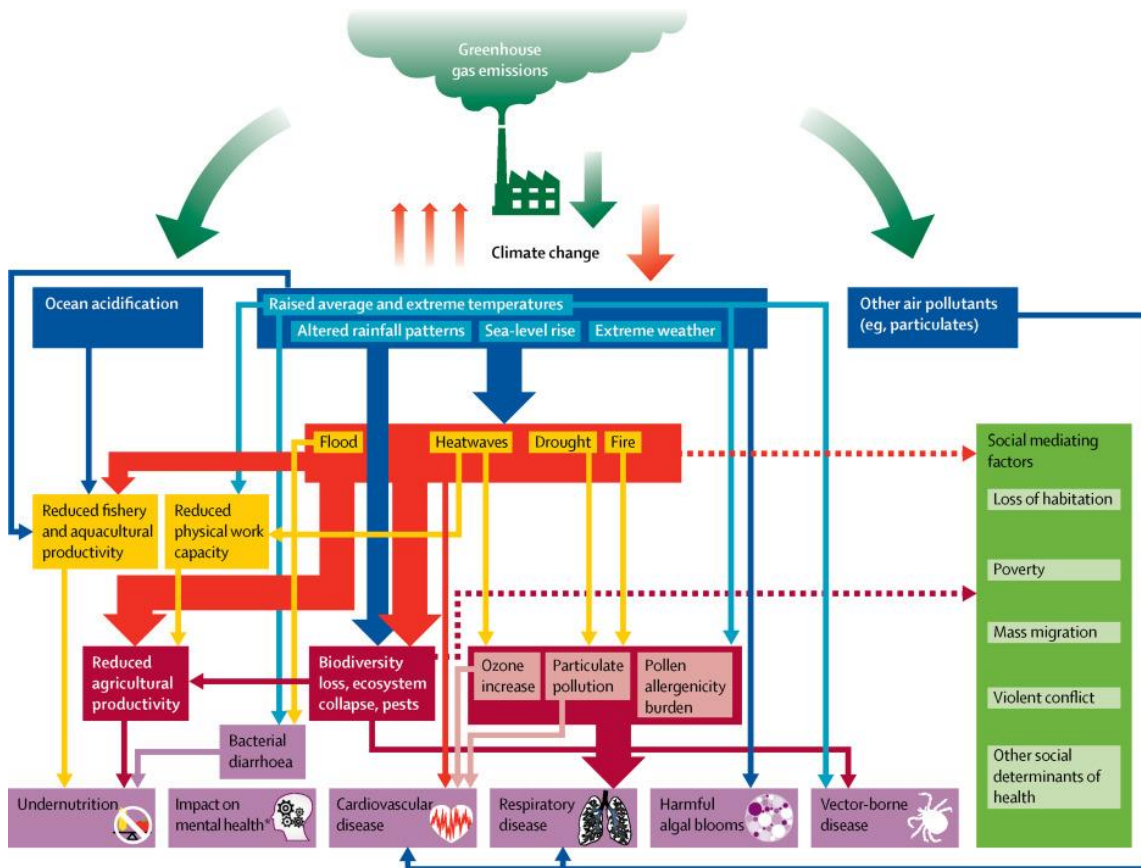 Greenhouse
gas emissions
Climate change
Ocean acidification
Raised average and extreme temperatures
Altered rainfall patterns
Sea-level rise
Extreme weather
Other air pollutants
(eg, particulates)
Flood
Heatwaves
Drought
Fire
Social mediating
factors
Loss of habitation
Poverty
Mass migration
Violent conflict
Other social
determinants of
health
Reduced fishery
and aquacultural
productivity
Reduced
physical work
capacity
Reduced
agricultural
productivity
Biodiversity
loss, ecosystem
collapse, pests
Ozone
increase
Particulate
pollution
Pollen
allergenicity
burden
Bacterial
diarrhoea
Undernutrition
Impact on
mental health*
Cardiovascular
disease
Respiratory
disease
Harmful
algal blooms
Vector-borne
disease